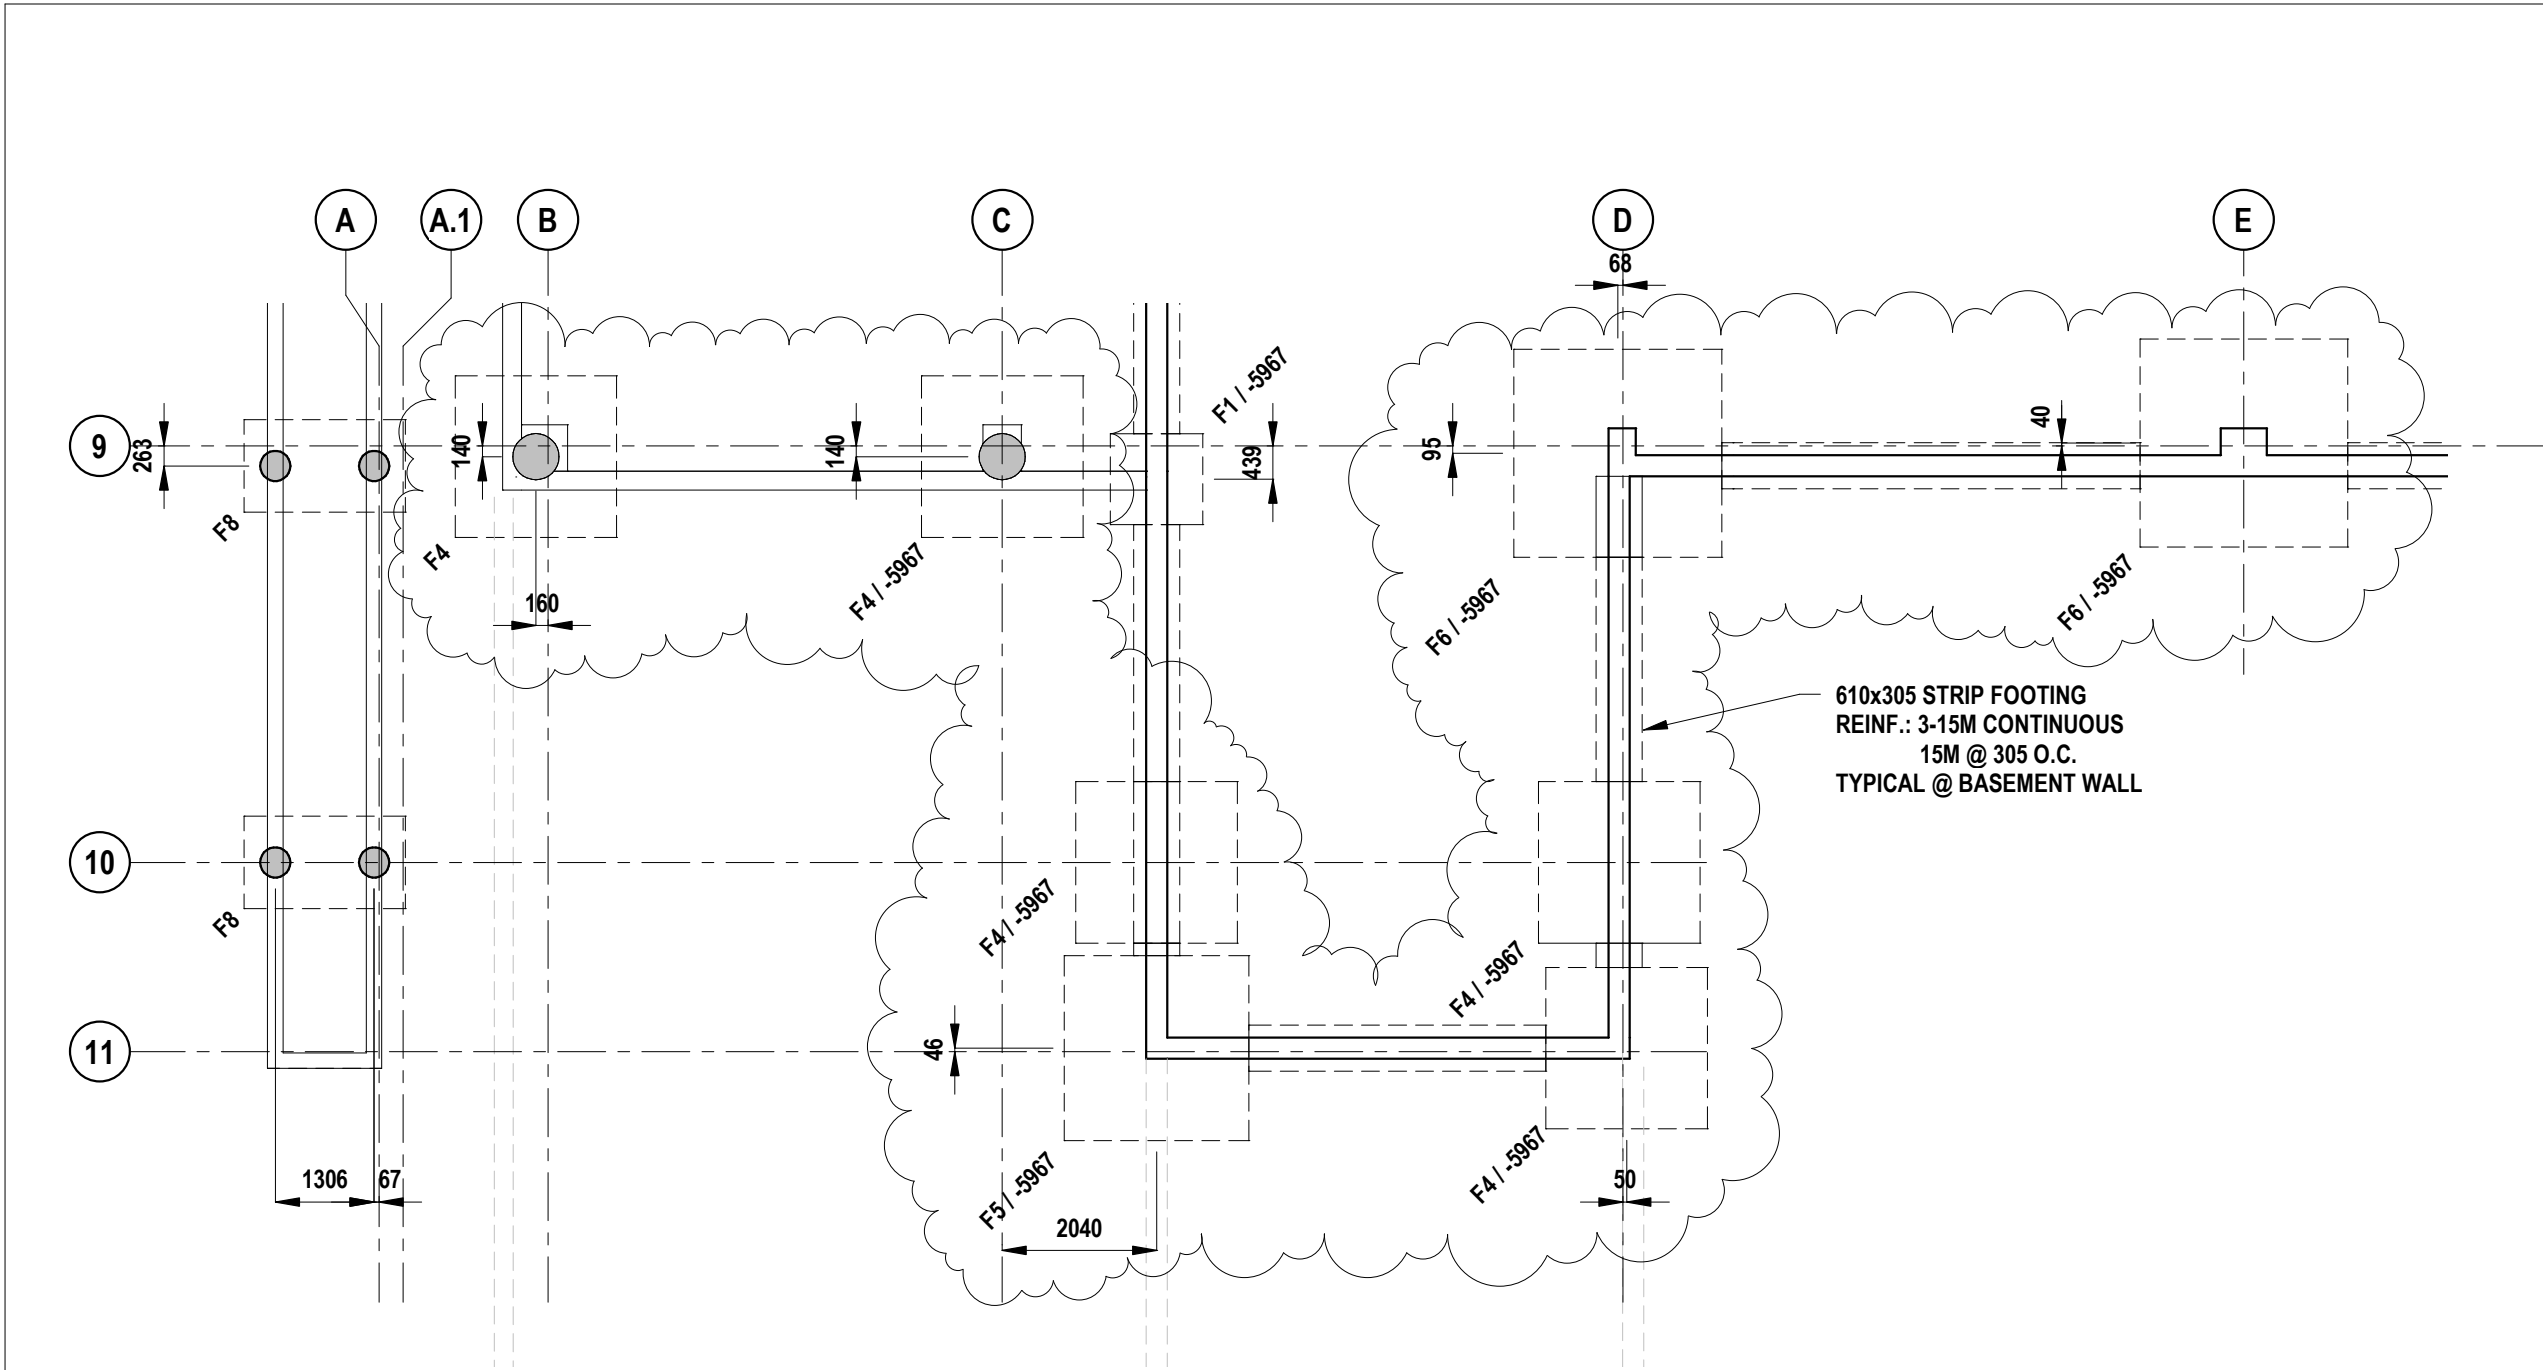 A
A.1
B
C
D
E
68
9
263
140
140
F1 / -5967
439
95
40
F8
F4
F4 / -5967
160
F6 / -5967
F6 / -5967
610x305 STRIP FOOTING
REINF.: 3-15M CONTINUOUS
15M @ 305 O.C.
TYPICAL @ BASEMENT WALL
10
F8
F4 / -5967
F4 / -5967
11
46
1306
67
F5 / -5967
2040
F4 / -5967
50